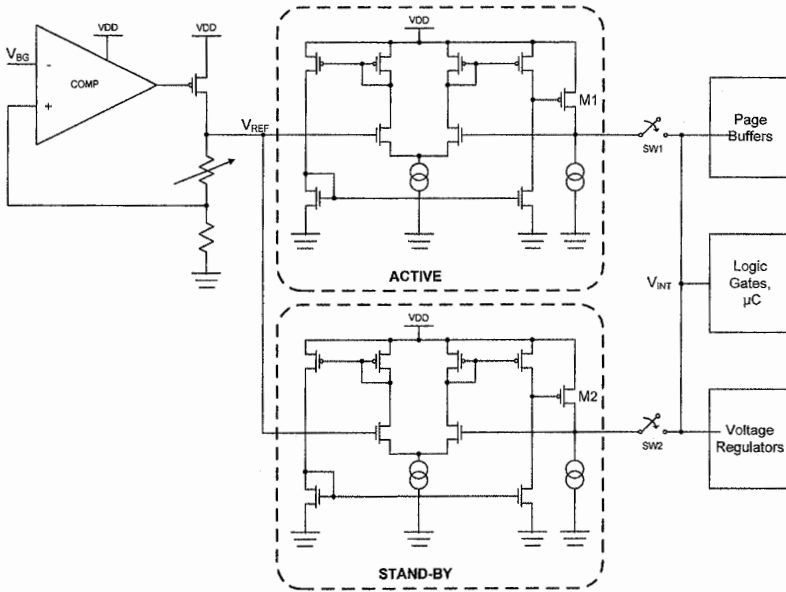 VDD
VDD
VDD
VBG
-
COMP
+
VREF
M1
SW1
Page
Buffers
ACTIVE
VINT
Logic
Gates,
µC
VDD
M2
SW2
Voltage
Regulators
STAND-BY